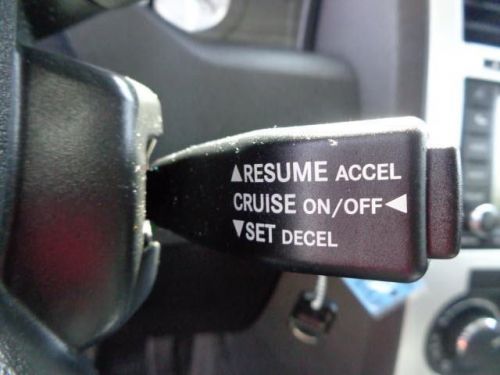 ▲RESUME ACCEL
CRUISE ON/OFF◀
▼SET DECEL